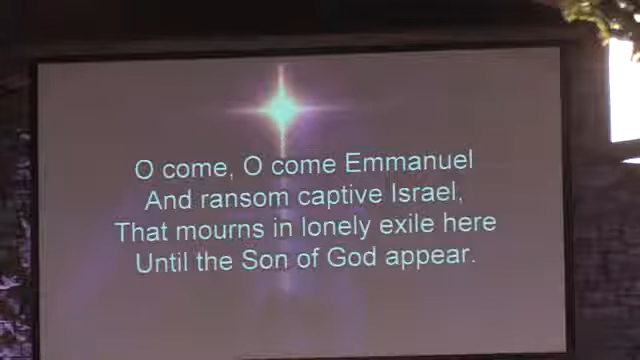 O come, O come Emmanuel
And ransom captive Israel,
That mourns in lonely exile here
Until the Son of God appear.